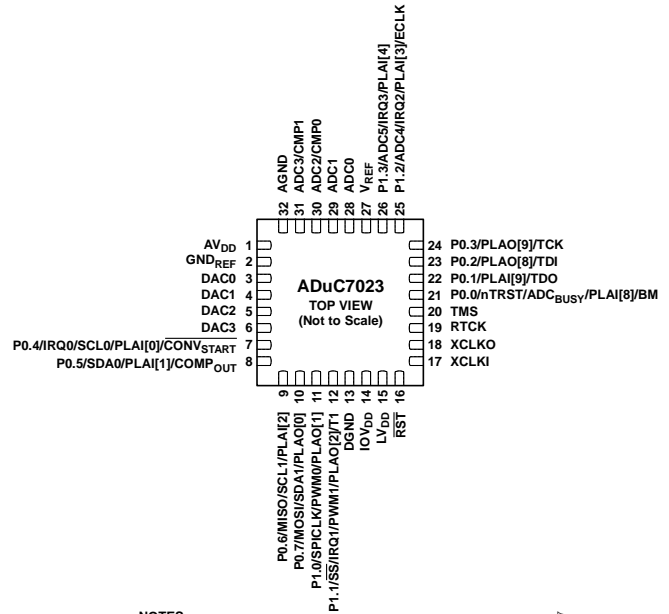 P1.3/ADC5/IRQ3/PLAI[4]
P1.2/ADC4/IRQ2/PLAI[3]/ECLK
AGND
ADC3/CMP1
ADC2/CMP0
ADC1
ADC0
VREF
32
31
30
29
28
27
26
25
AVDD 1
GNDREF 2
DAC0 3
DAC1 4
DAC2 5
DAC3 6
P0.4/IRQ0/SCL0/PLAI[0]/CONVSTART 7
P0.5/SDA0/PLAI[1]/COMPOUT 8
ADuC7023
TOP VIEW
(Not to Scale)
24 P0.3/PLAO[9]/TCK
23 P0.2/PLAO[8]/TDI
22 P0.1/PLAI[9]/TDO
21 P0.0/nTRST/ADCBUSY/PLAI[8]/BM
20 TMS
19 RTCK
18 XCLKO
17 XCLKI
9
10
11
12
13
14
15
16
P0.6/MISO/SCL1/PLAI[2]
P0.7/MOSI/SDA1/PLAO[0]
P1.0/SPICLK/PWM0/PLAO[1]
P1.1/SS/IRQ1/PWM1/PLAO[2]/T1
DGND
IOVDD
LVDD
RST
NOTES